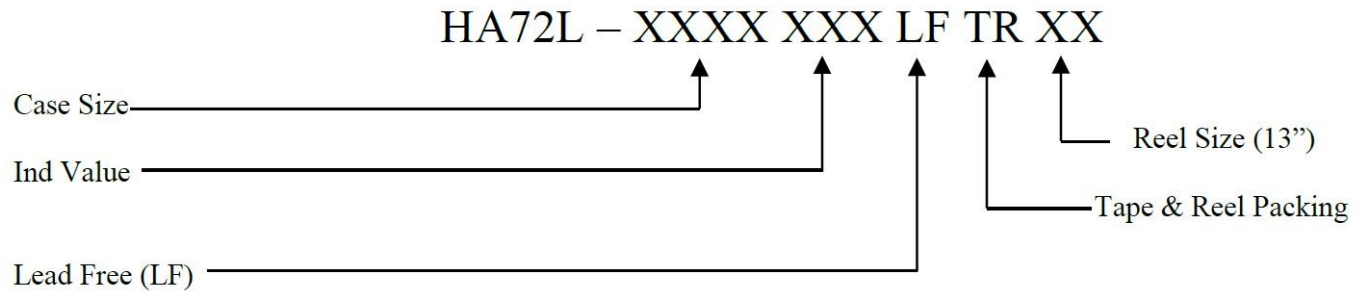 HA72L – XXXX XXX LF TR XX
Case Size
Reel Size (13”)
Ind Value
Tape & Reel Packing
Lead Free (LF)